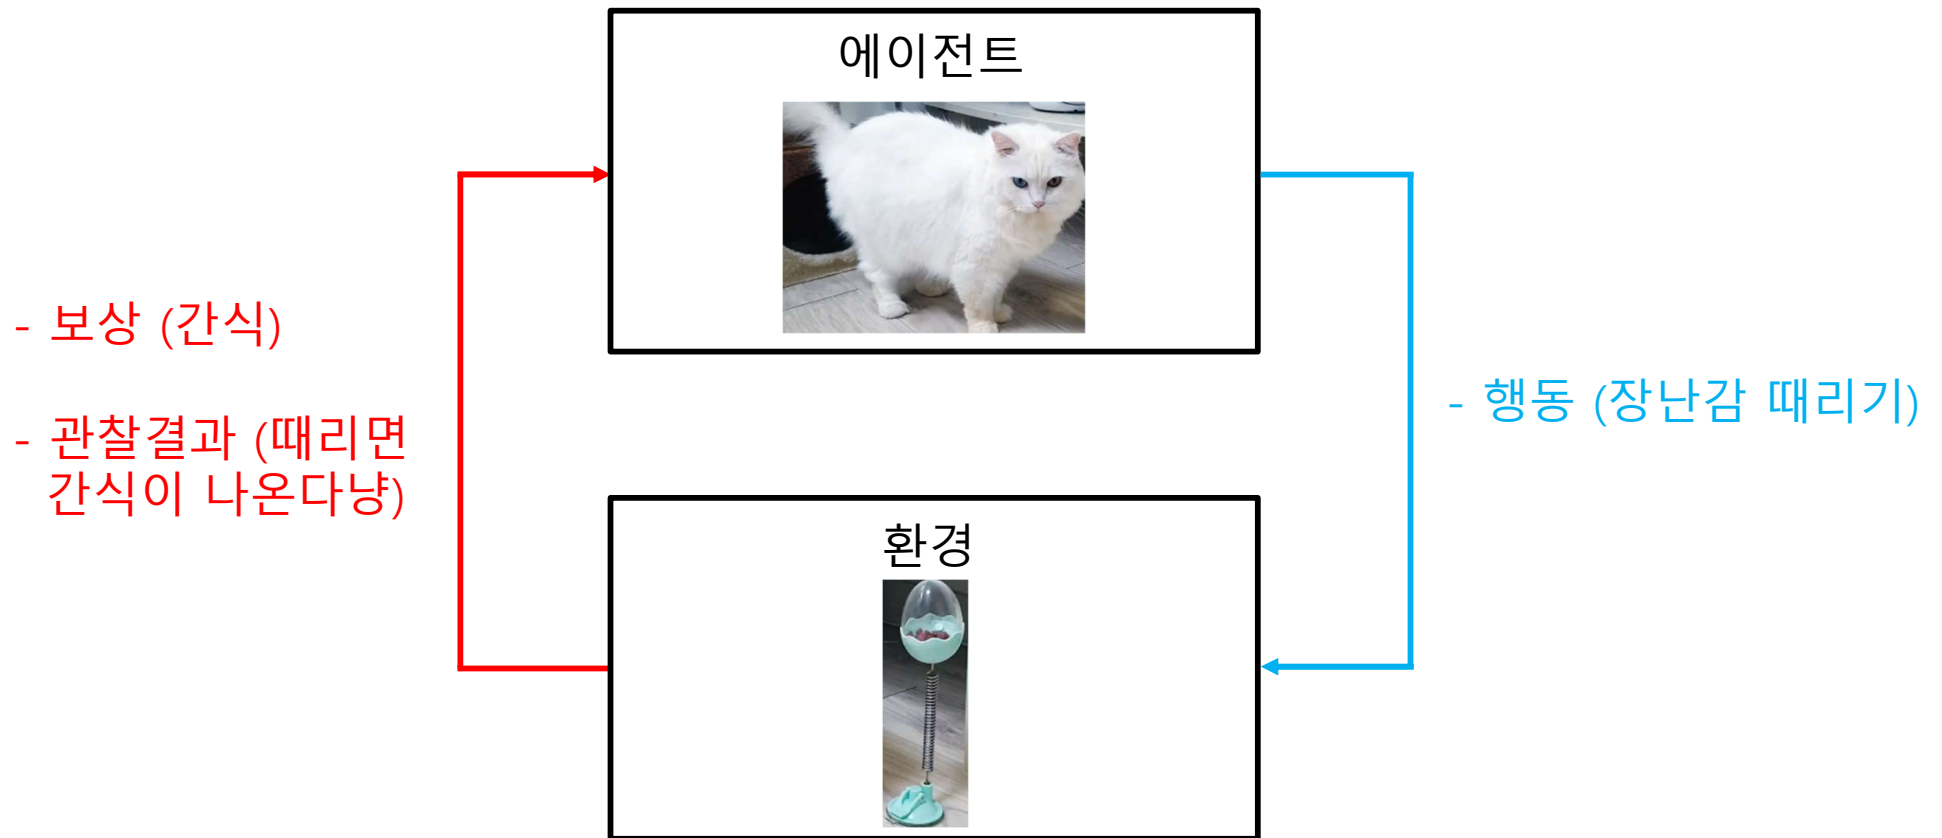 에이전트
- 보상 (간식)
- 관찰결과 (때리면
간식이 나온다냥)
- 행동 (장난감 때리기)
환경